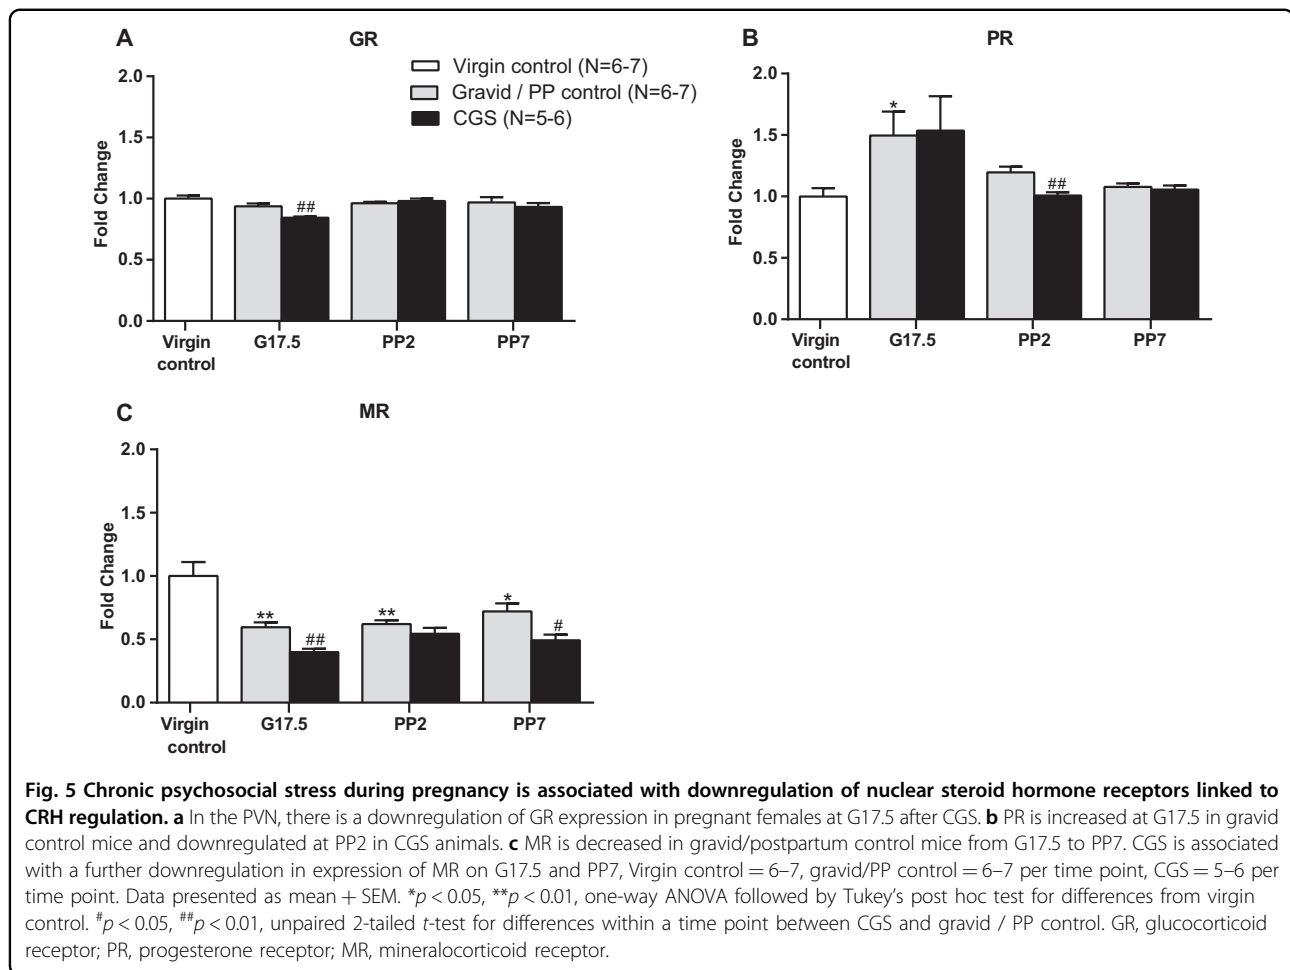 A
GR
Virgin control (N=6-7)
Gravid / PP control (N=6-7)
CGS (N=5-6)
Fold Change
2.0
1.5
1.0
0.5
0.0
##
Virgin control
G17.5
PP2
PP7
B
PR
Fold Change
2.0
1.5
1.0
0.5
0.0
*
##
Virgin control
G17.5
PP2
PP7
C
MR
Fold Change
2.0
1.5
1.0
0.5
0.0
**
##
**
*
#
Virgin control
G17.5
PP2
PP7
Fig. 5 Chronic psychosocial stress during pregnancy is associated with downregulation of nuclear steroid hormone receptors linked to
CRH regulation. a In the PVN, there is a downregulation of GR expression in pregnant females at G17.5 after CGS. b PR is increased at G17.5 in gravid
control mice and downregulated at PP2 in CGS animals. c MR is decreased in gravid/postpartum control mice from G17.5 to PP7. CGS is associated
with a further downregulation in expression of MR on G17.5 and PP7, Virgin control = 6–7, gravid/PP control = 6–7 per time point, CGS = 5–6 per
time point. Data presented as mean + SEM. *p < 0.05, **p < 0.01, one-way ANOVA followed by Tukey's post hoc test for differences from virgin
control. #p < 0.05, ##p < 0.01, unpaired 2-tailed t-test for differences within a time point between CGS and gravid / PP control. GR, glucocorticoid
receptor; PR, progesterone receptor; MR, mineralocorticoid receptor.